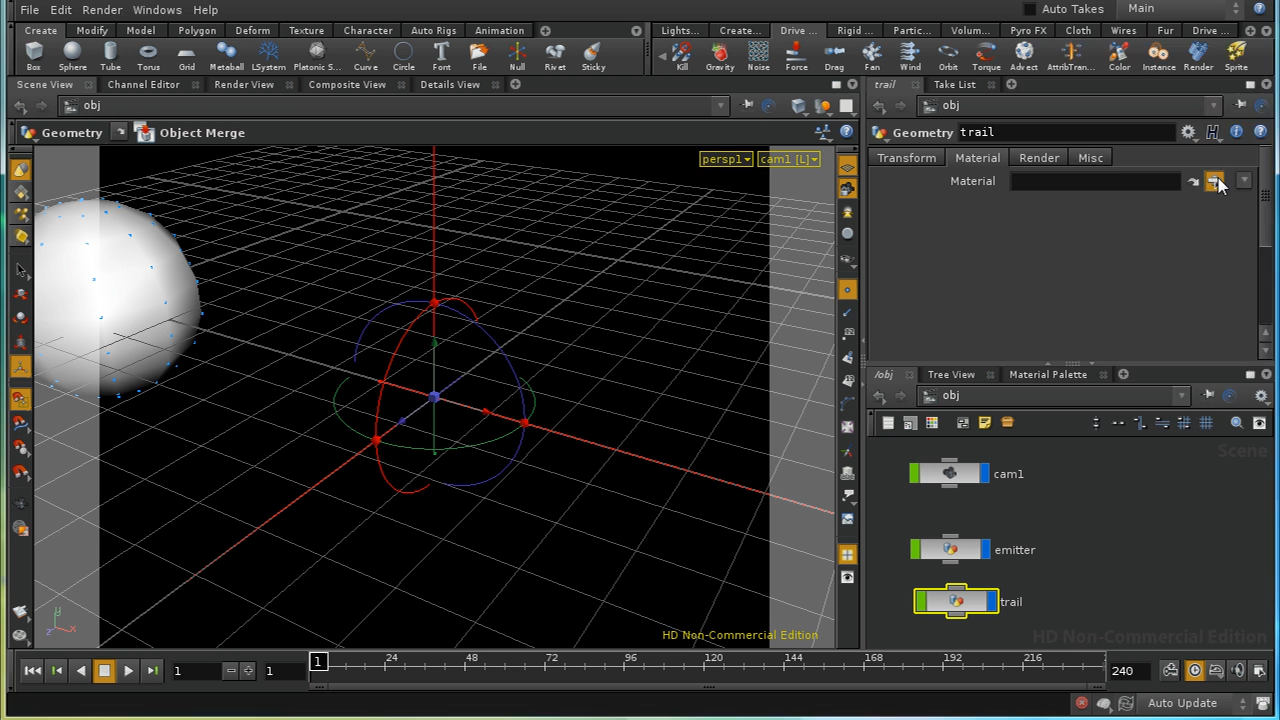 File Edit Render Windows Help Auto Takes Main
Create Modify Model Polygon Deform Texture Character Auto Rigs Animation Lights... Create... Drive ... Rigid ... Partic... Volum... Pyro FX Cloth Wires Fur Drive ...
Box Sphere Tube Torus Grid Metaball LSystem Platonic S... Curve Circle Font File Null Rivet Sticky Kill Gravity Noise Force Drag Fan Wind Orbit Torque Advect AttribTran... Color Instance Render Sprite
Scene View Channel Editor Render View Composite View Details View trail Take List
obj obj
Geometry Object Merge Geometry trail
persp1 cam1 [L] Transform Material Render Misc
Material
/obj Tree View Material Palette
obj
Scene
cam1
emitter
trail
y
z x
HD Non-Commercial Edition HD Non-Commercial Edition
1 1 1 24 48 72 96 120 144 168 192 216 240
Auto Update